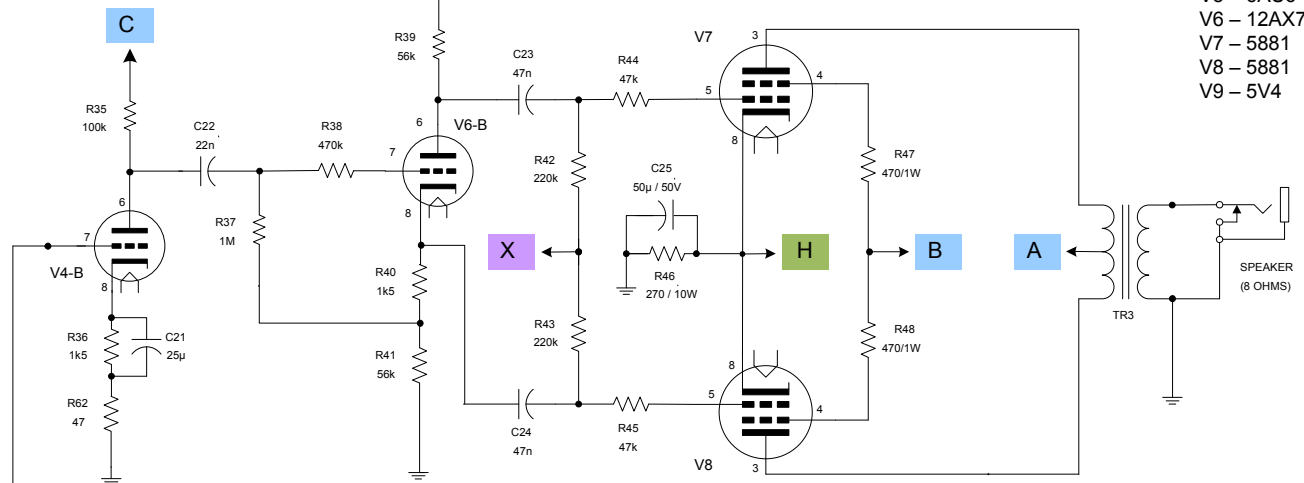 C
R35
100k
C22
22n
R38
470k
R37
1M
6
7
8
V4-B
R36
1k5
C21
25µ
R62
47
R39
56k
6
V6-B
7
8
R40
1k5
R41
56k
C23
47n
R44
47k
R42
220k
X
R43
220k
C24
47n
R45
47k
C25
50µ / 50V
R46
270 / 10W
H
V7
3
4
5
8
R47
470/1W
B
R48
470/1W
8
5
4
V8
3
A
TR3
SPEAKER
(8 OHMS)
V6 – 12AX7
V7 – 5881
V8 – 5881
V9 – 5V4